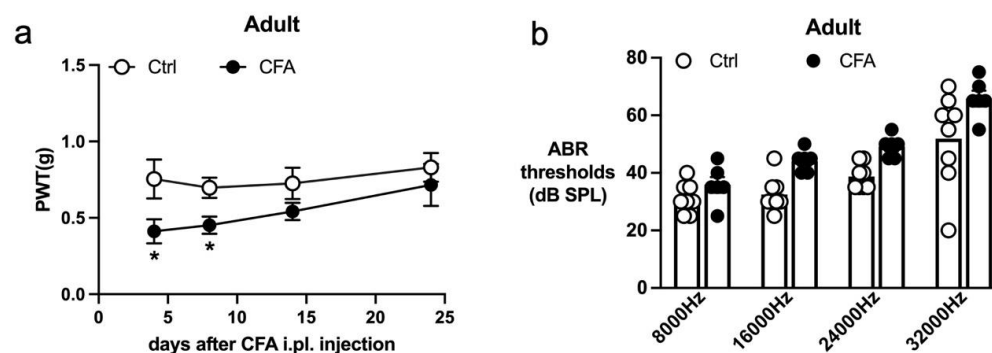 a
Adult
Ctrl CFA
1.5
1.0
0.5
0.0
PWT(g)
* *
0 5 10 15 20 25
days after CFA i.pl. injection
b
Adult
Ctrl CFA
80
60
40
20
0
ABR
thresholds
(dB SPL)
8000Hz
16000Hz
24000Hz
32000Hz